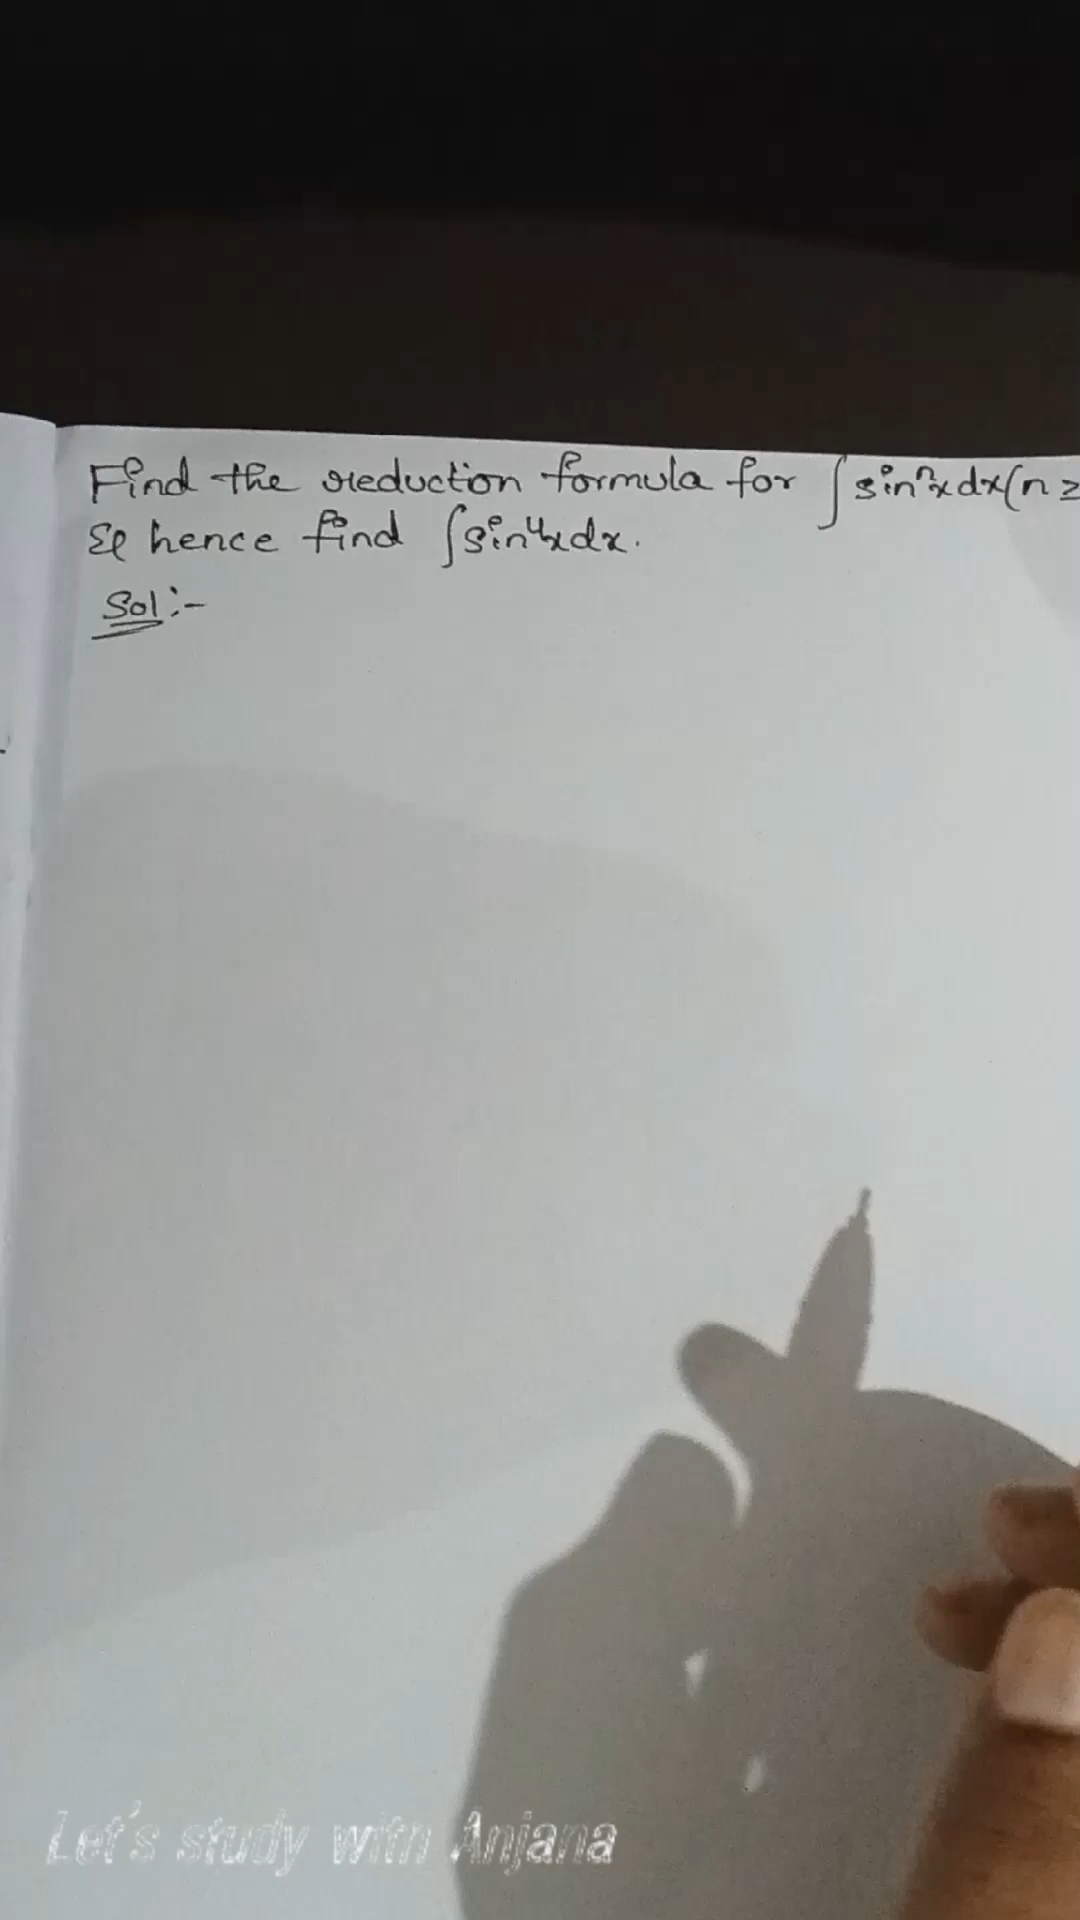 Find the reduction formula for ∫sinⁿx dx (n ≥
& hence find ∫sin⁴x dx.
Sol :-
Let's study with Anjana